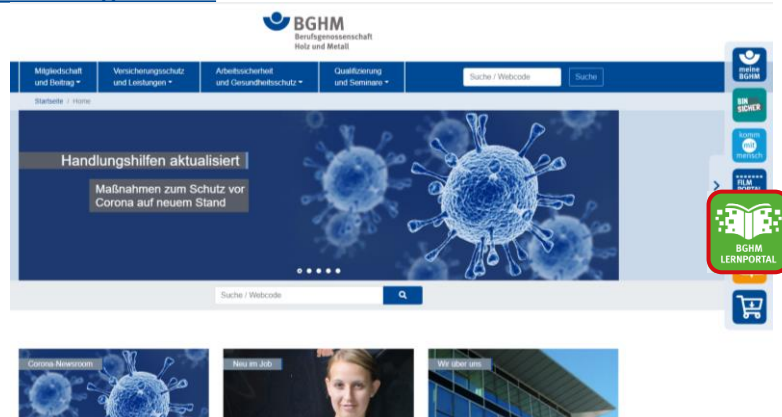 BGHM
Berufsgenossenschaft
Holz und Metall
Mitgliedschaft
und Beitrag
Versicherungsschutz
und Leistungen
Arbeitssicherheit
und Gesundheitsschutz
Qualifizierung
und Seminare
Suche / Webcode
Suche
Startseite / Home
Handlungshilfen aktualisiert
Maßnahmen zum Schutz vor
Corona auf neuem Stand
meine
BGHM
BIN
SICHER
komm
mit
mensch
FILM
PORTAL
BGHM
LERNPORTAL
Suche / Webcode
Corona-Newsroom
Neu im Job
Wir über uns